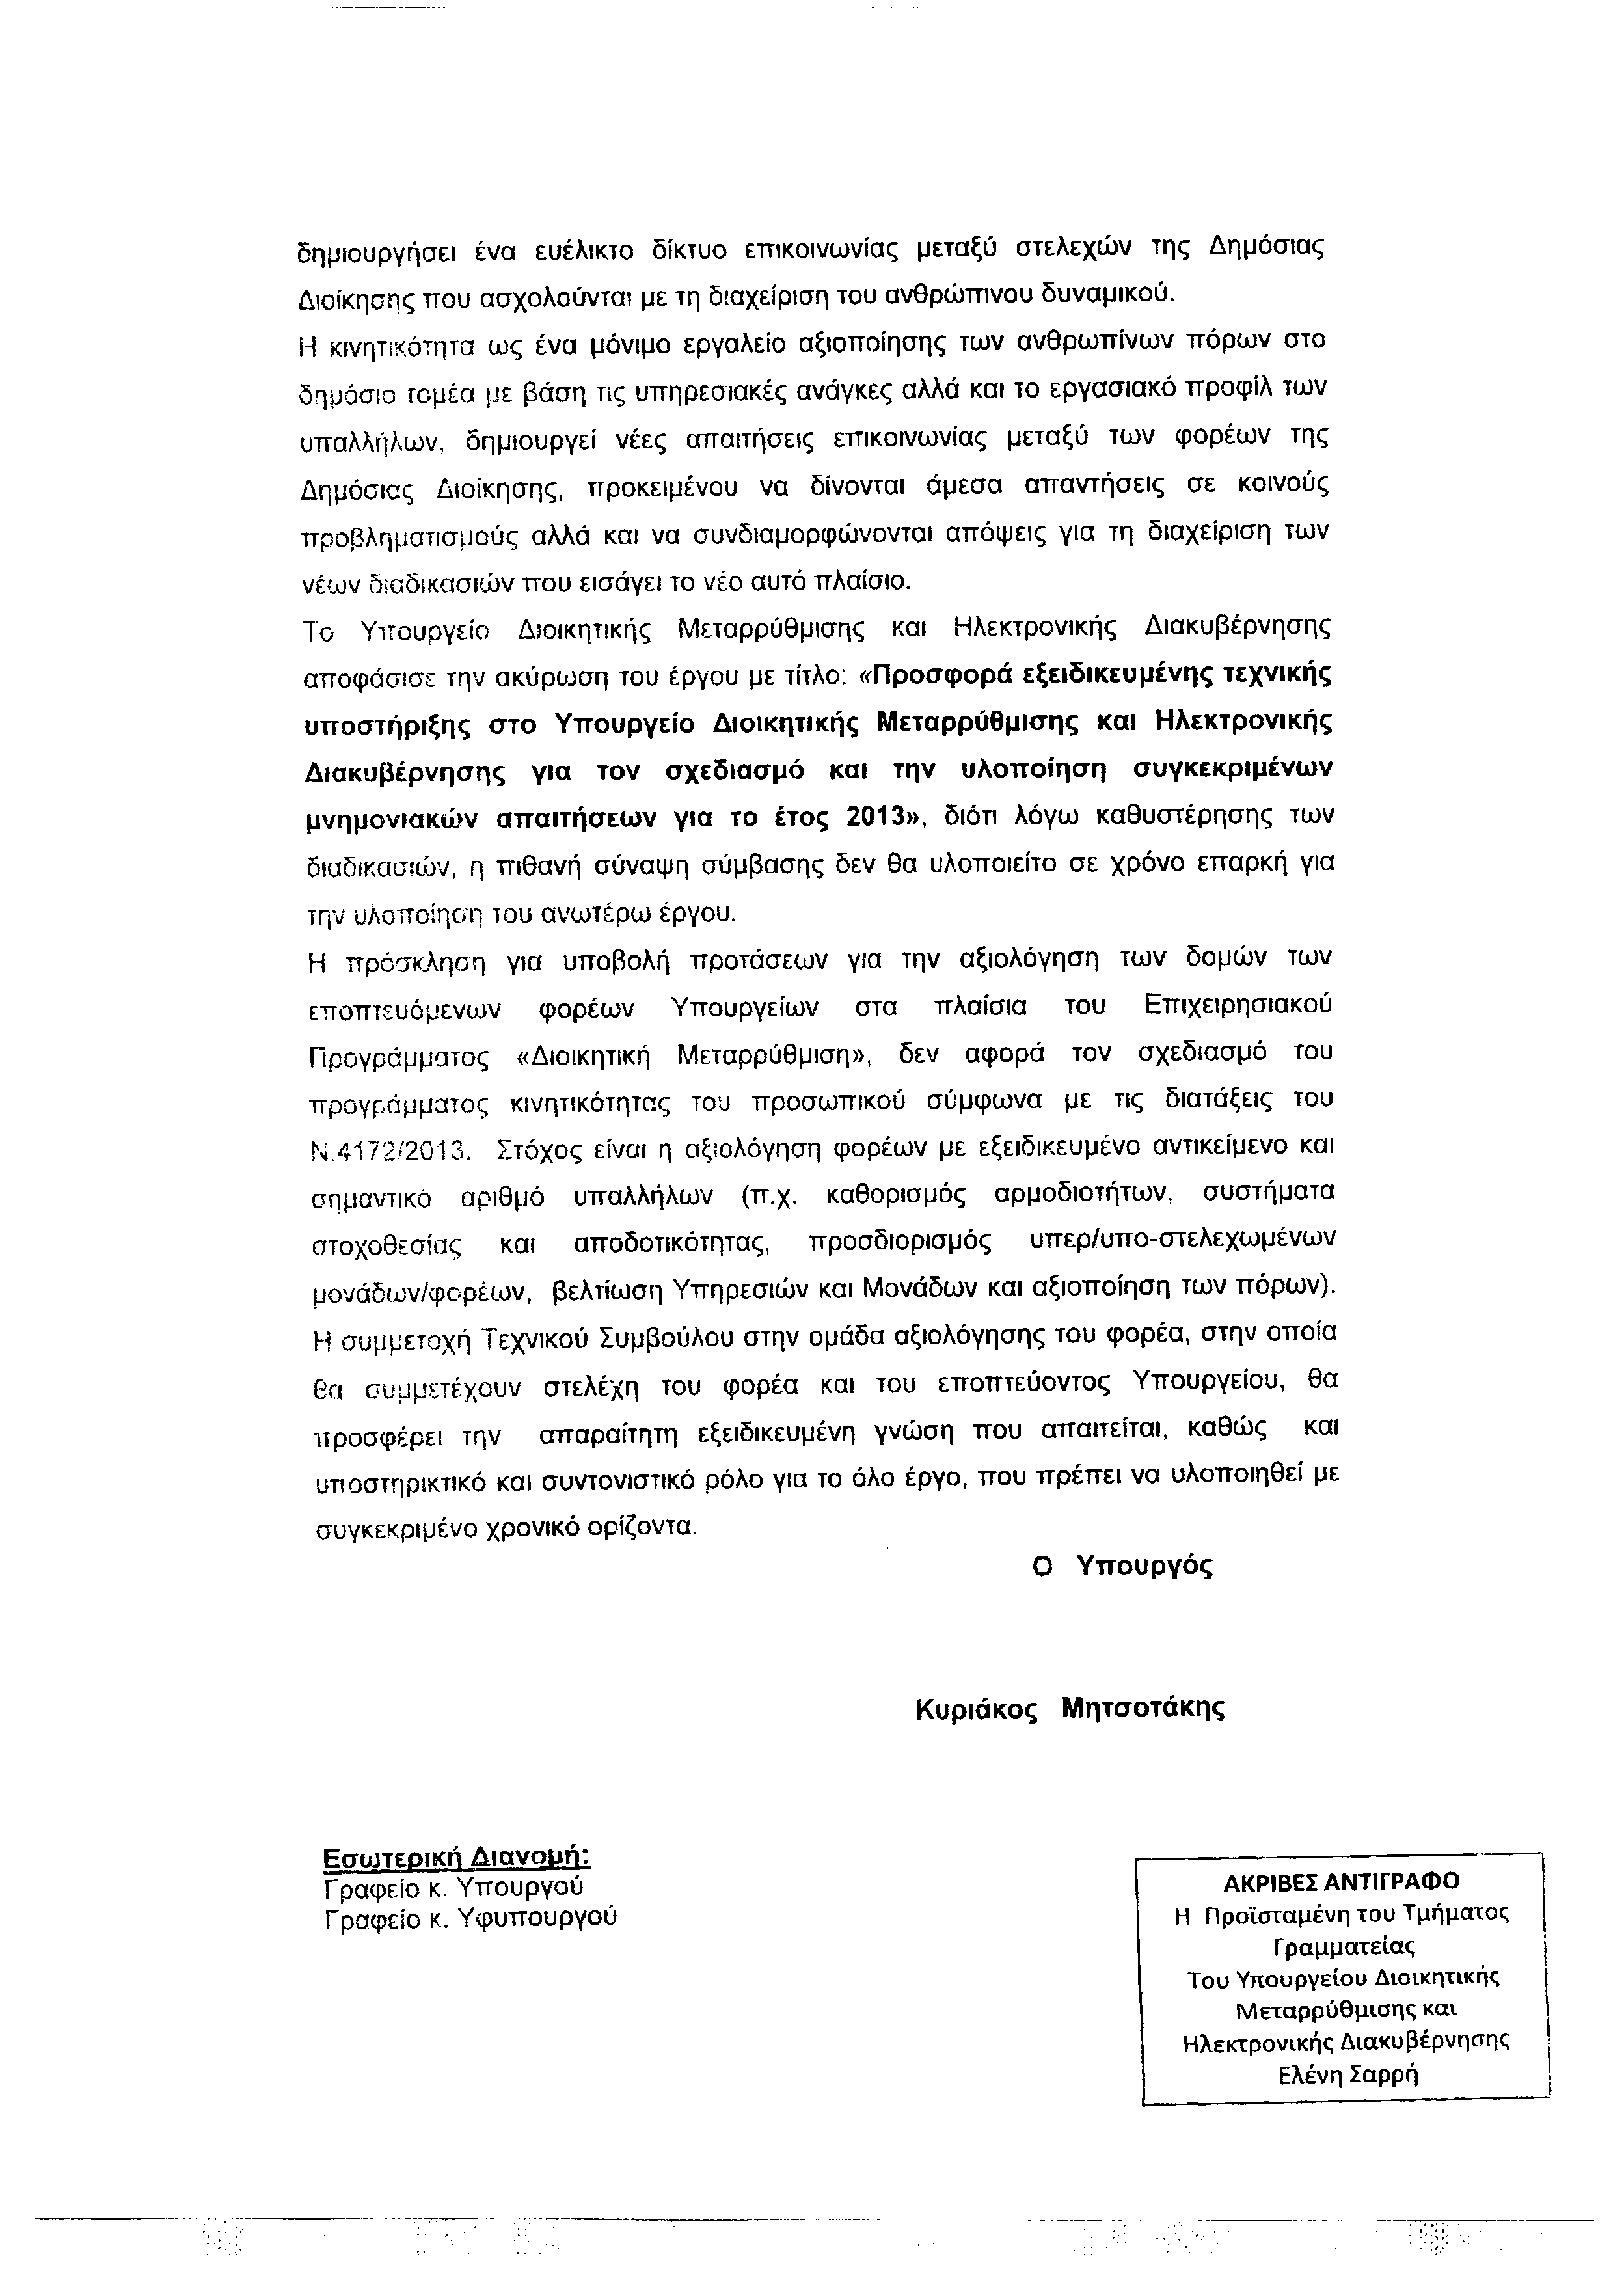 δημιουργήσει ένα ευέλικτο δίκτυο επικοινωνίας μεταξύ στελεχών της Δημόσιας
Διοίκησης που ασχολούνται με τη διαχείριση του ανθρώπινου δυναμικού.
Η κινητικότητα ως ένα μόνιμο εργαλείο αξιοποίησης των ανθρωπίνων πόρων στο
δημόσιο τομέα με βάση τις υπηρεσιακές ανάγκες αλλά και το εργασιακό προφίλ των
υπαλλήλων, δημιουργεί νέες απαιτήσεις επικοινωνίας μεταξύ των φορέων της
Δημόσιας Διοίκησης, προκειμένου να δίνονται άμεσα απαντήσεις σε κοινούς
προβληματισμούς αλλά και να συνδιαμορφώνονται απόψεις για τη διαχείριση των
νέων διαδικασιών που εισάγει το νέο αυτό πλαίσιο.
Το Υπουργείο Διοικητικής Μεταρρύθμισης και Ηλεκτρονικής Διακυβέρνησης
αποφάσισε την ακύρωση του έργου με τίτλο: «Προσφορά εξειδικευμένης τεχνικής
υποστήριξης στο Υπουργείο Διοικητικής Μεταρρύθμισης και Ηλεκτρονικής
Διακυβέρνησης για τον σχεδιασμό και την υλοποίηση συγκεκριμένων
μνημονιακών απαιτήσεων για το έτος 2013», διότι λόγω καθυστέρησης των
διαδικασιών, η πιθανή σύναψη σύμβασης δεν θα υλοποιείτο σε χρόνο επαρκή για
την υλοποίηση του ανωτέρω έργου.
Η πρόσκληση για υποβολή προτάσεων για την αξιολόγηση των δομών των
εποπτευόμενων φορέων Υπουργείων στα πλαίσια του Επιχειρησιακού
Προγράμματος «Διοικητική Μεταρρύθμιση», δεν αφορά τον σχεδιασμό του
προγράμματος κινητικότητας του προσωπικού σύμφωνα με τις διατάξεις του
Ν.4172/2013. Στόχος είναι η αξιολόγηση φορέων με εξειδικευμένο αντικείμενο και
σημαντικό αριθμό υπαλλήλων (π.χ. καθορισμός αρμοδιοτήτων, συστήματα
στοχοθεσίας και αποδοτικότητας, προσδιορισμός υπερ/υπο-στελεχωμένων
μονάδων/φορέων, βελτίωση Υπηρεσιών και Μονάδων και αξιοποίηση των πόρων).
Η συμμετοχή Τεχνικού Συμβούλου στην ομάδα αξιολόγησης του φορέα, στην οποία
θα συμμετέχουν στελέχη του φορέα και του εποπτεύοντος Υπουργείου, θα
προσφέρει την απαραίτητη εξειδικευμένη γνώση που απαιτείται, καθώς και
υποστηρικτικό και συντονιστικό ρόλο για το όλο έργο, που πρέπει να υλοποιηθεί με
συγκεκριμένο χρονικό ορίζοντα.
Ο Υπουργός
Κυριάκος Μητσοτάκης
Εσωτερική Διανομή:
Γραφείο κ. Υπουργού
Γραφείο κ. Υφυπουργού
ΑΚΡΙΒΕΣ ΑΝΤΙΓΡΑΦΟ
Η Προϊσταμένη του Τμήματος
Γραμματείας
Του Υπουργείου Διοικητικής
Μεταρρύθμισης και
Ηλεκτρονικής Διακυβέρνησης
Ελένη Σαρρή